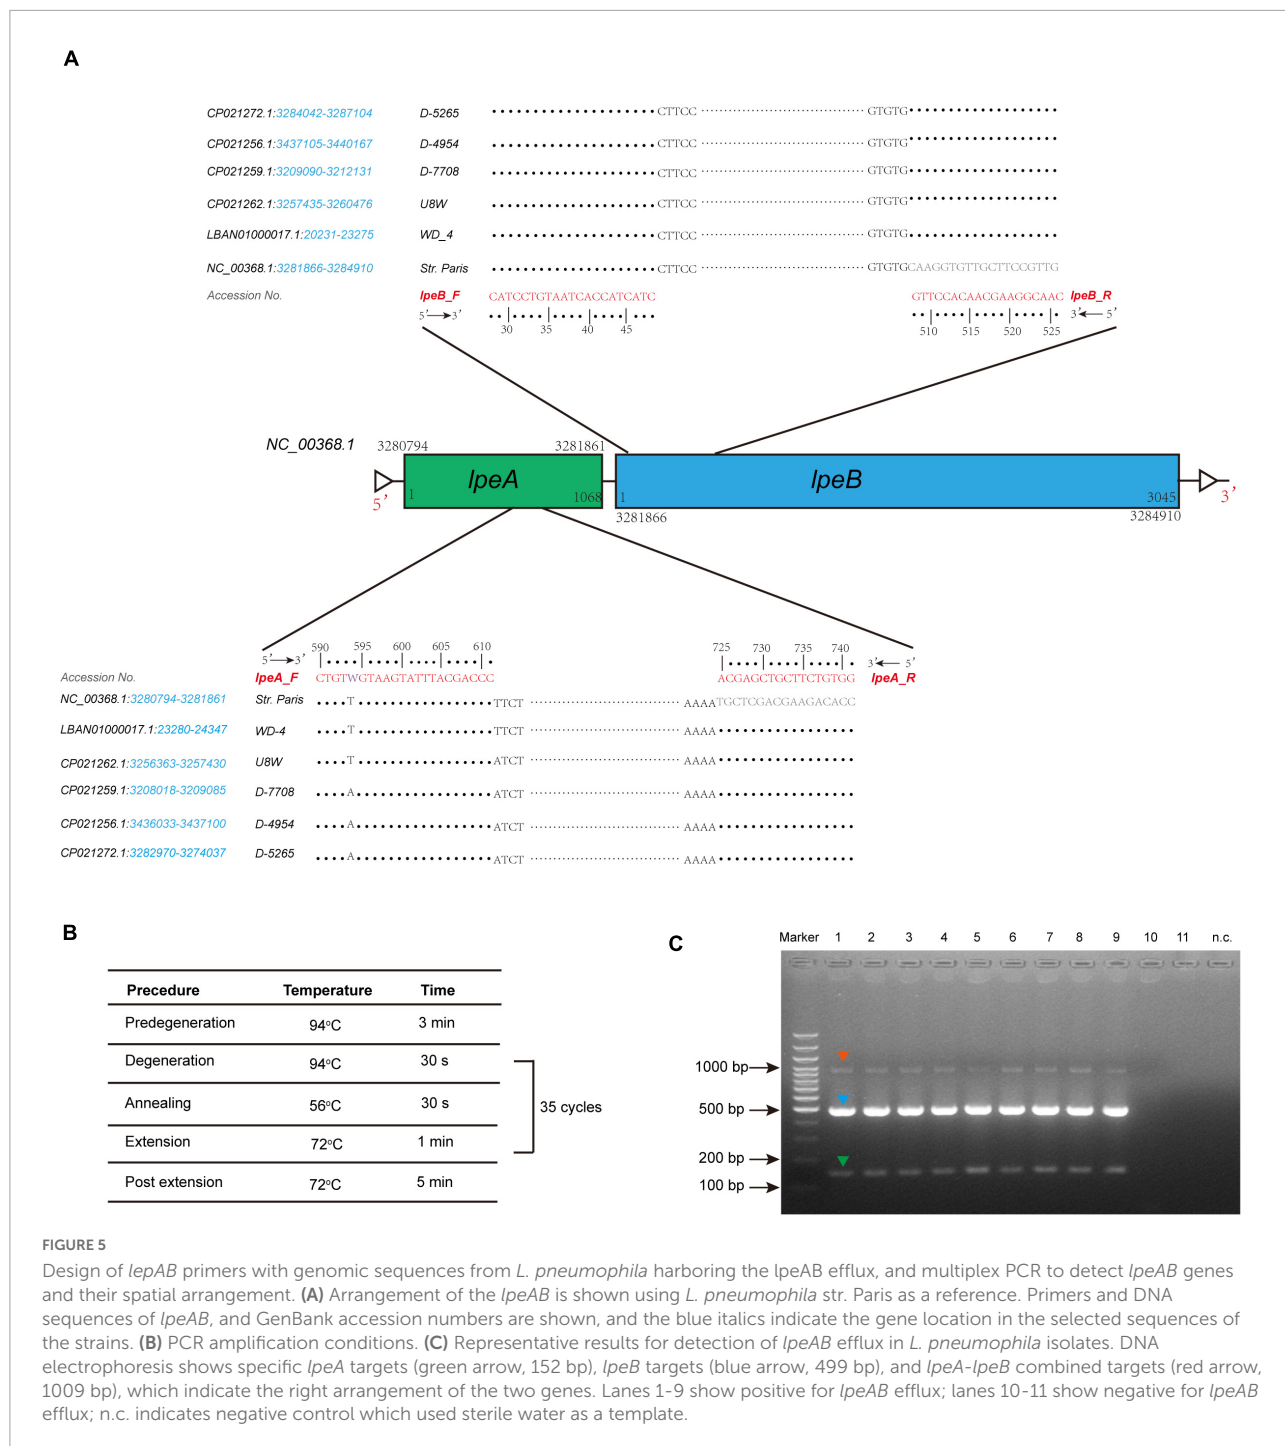 A
CP021272.1:3284042-3287104 D-5265 CTTCC GTGTG
CP021256.1:3437105-3440167 D-4954 CTTCC GTGTG
CP021259.1:3209090-3212131 D-7708 CTTCC GTGTG
CP021262.1:3257435-3260476 U8W CTTCC GTGTG
LBAN01000017.1:20231-23275 WD_4 CTTCC GTGTG
NC_00368.1:3281866-3284910 Str. Paris CTTCC GTGTGCAAGGTGTTGCTTCCGTTG
Accession No. lpeB_F CATCCTGTAATCACCATCATC GTTCCACAACGAAGGCAAC lpeB_R
5' 3' 3' 5'
30 35 40 45 510 515 520 525
NC_00368.1 3280794 3281861
lpeA lpeB
1 1068 1 3045
5' 3'
3281866 3284910
590 595 600 605 610 725 730 735 740
5' 3' 3' 5'
Accession No. lpeA_F CTGTWGTAAGTATTTACGACCC ACGAGCTGCTTCTGTGG lpeA_R
NC_00368.1:3280794-3281861 Str. Paris T TTCT AAAATGCTCGACGAAGACACC
LBAN01000017.1:23280-24347 WD-4 T TTCT AAAA
CP021262.1:3256363-3257430 U8W T ATCT AAAA
CP021259.1:3208018-3209085 D-7708 A ATCT AAAA
CP021256.1:3436033-3437100 D-4954 A ATCT AAAA
CP021272.1:3282970-3274037 D-5265 A ATCT AAAA
B
Precedure Temperature Time
Predegeneration 94°C 3 min
Degeneration 94°C 30 s
Annealing 56°C 30 s
35 cycles
Extension 72°C 1 min
Post extension 72°C 5 min
C
Marker 1 2 3 4 5 6 7 8 9 10 11 n.c.
1000 bp
500 bp
200 bp
100 bp
FIGURE 5
Design of lepAB primers with genomic sequences from L. pneumophila harboring the lpeAB efflux, and multiplex PCR to detect lpeAB genes
and their spatial arrangement. (A) Arrangement of the lpeAB is shown using L. pneumophila str. Paris as a reference. Primers and DNA
sequences of lpeAB, and GenBank accession numbers are shown, and the blue italics indicate the gene location in the selected sequences of
the strains. (B) PCR amplification conditions. (C) Representative results for detection of lpeAB efflux in L. pneumophila isolates. DNA
electrophoresis shows specific lpeA targets (green arrow, 152 bp), lpeB targets (blue arrow, 499 bp), and lpeA-lpeB combined targets (red arrow,
1009 bp), which indicate the right arrangement of the two genes. Lanes 1-9 show positive for lpeAB efflux; lanes 10-11 show negative for lpeAB
efflux; n.c. indicates negative control which used sterile water as a template.